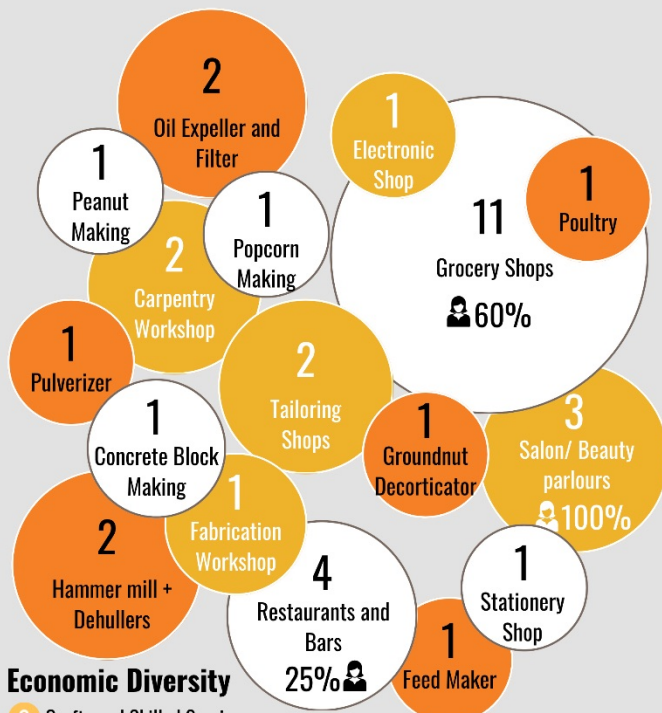 2
Oil Expeller and
Filter
1
Electronic
Shop
1
Peanut
Making
1
Popcorn
Making
11
Grocery Shops
60%
1
Poultry
2
Carpentry
Workshop
1
Pulverizer
2
Tailoring
Shops
1
Concrete Block
Making
1
Groundnut
Decorticator
3
Salon/ Beauty
parlours
100%
2
Hammer mill +
Dehullers
1
Fabrication
Workshop
4
Restaurants and
Bars
25%
1
Stationery
Shop
1
Feed Maker
Economic Diversity